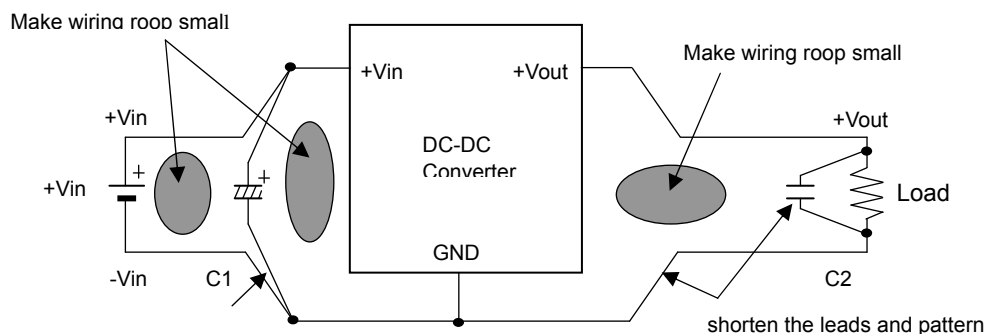 Make wiring roop small
+Vin
+Vout
Make wiring roop small
+Vin
+Vout
DC-DC
Converter
+
+
+Vin
Load
GND
-Vin
C1
C2
shorten the leads and pattern